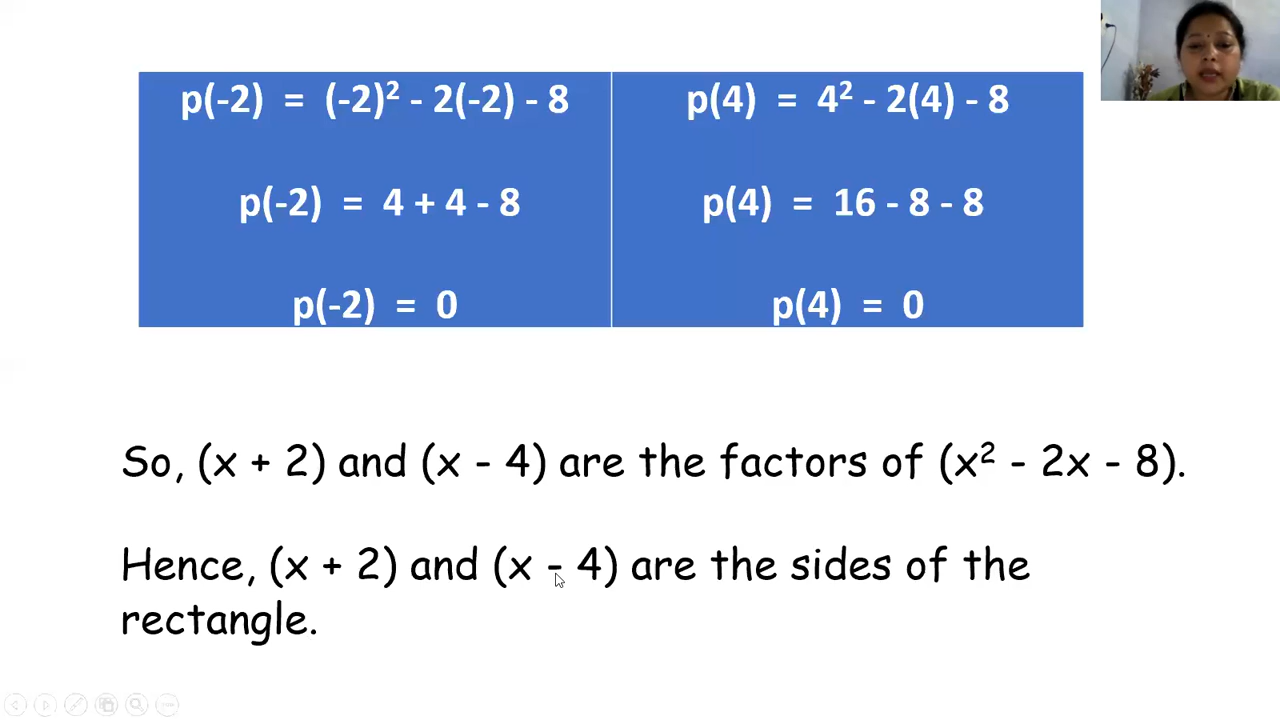 p(-2) = (-2)² - 2(-2) - 8
p(-2) = 4 + 4 - 8
p(-2) = 0
p(4) = 4² - 2(4) - 8
p(4) = 16 - 8 - 8
p(4) = 0
So, (x + 2) and (x - 4) are the factors of (x² - 2x - 8).
Hence, (x + 2) and (x - 4) are the sides of the
rectangle.